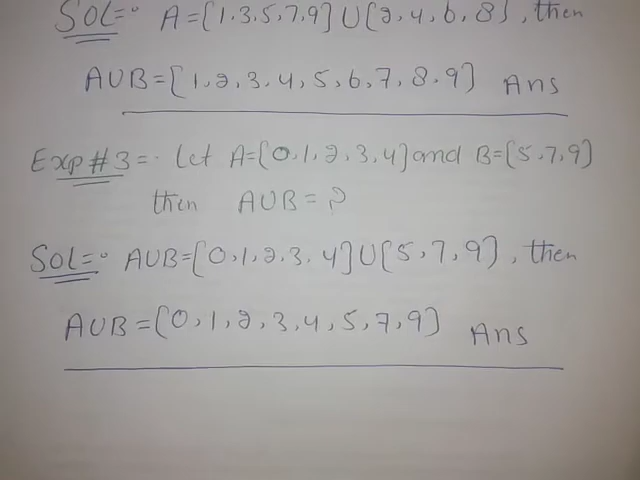 SOL=: A=[1,3,5,7,9]U[2,4,6,8], then
AUB=[1,2,3,4,5,6,7,8,9] Ans
Exp#3=: Let A=[0,1,2,3,4] and B=[5,7,9]
then AUB=?
SOL=: AUB=[0,1,2,3,4]U[5,7,9], then
AUB=[0,1,2,3,4,5,7,9] Ans